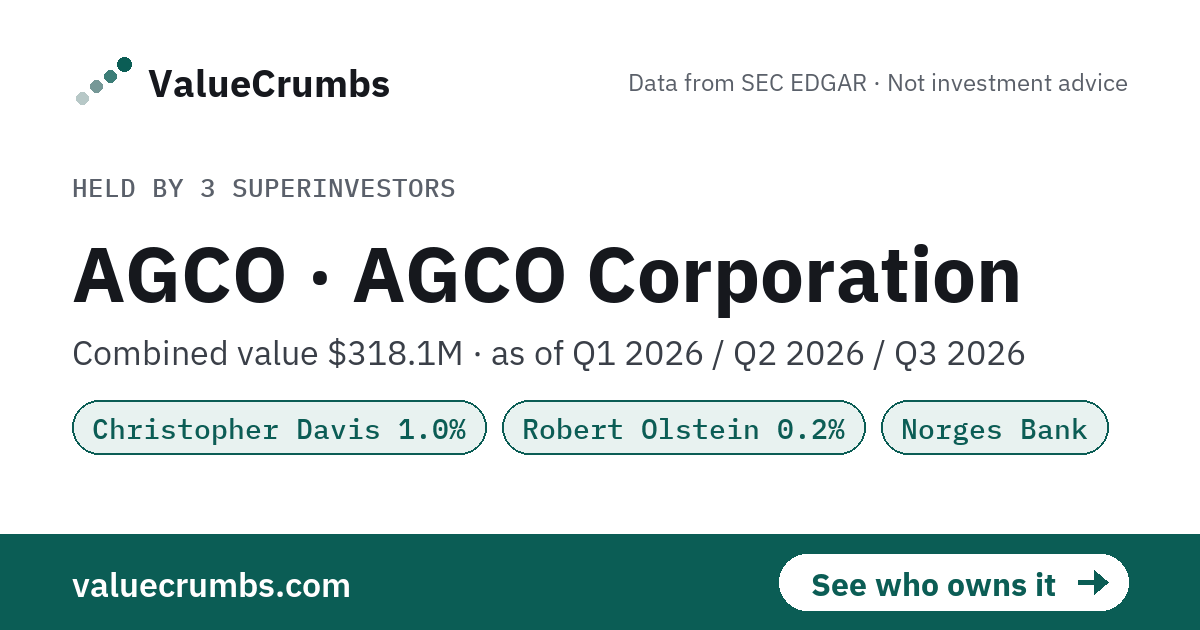 ValueCrumbs
Data from SEC EDGAR · Not investment advice
HELD BY 3 SUPERINVESTORS
AGCO · AGCO Corporation
Combined value $318.1M · as of Q1 2026 / Q2 2026 / Q3 2026
Christopher Davis 1.0% Robert Olstein 0.2% Norges Bank
valuecrumbs.com
See who owns it →